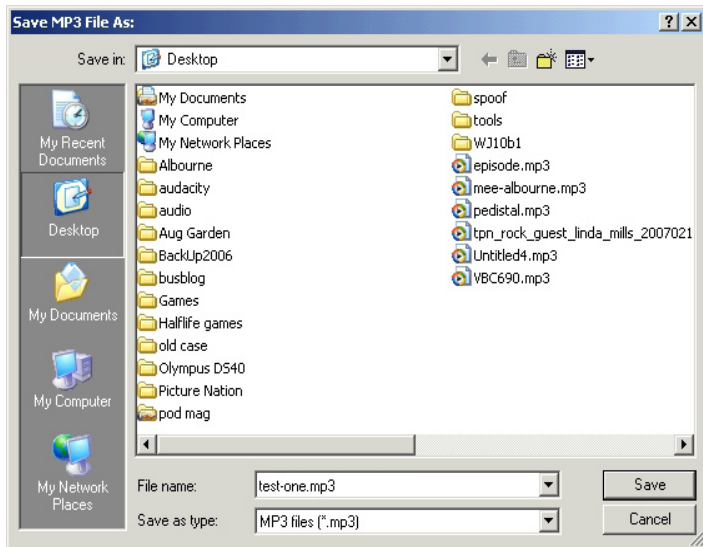 Save MP3 File As:
Save in:
Desktop
My Recent
Documents
Desktop
My Documents
My Computer
My Network
Places
My Documents
My Computer
My Network Places
Albourne
audacity
audio
Aug Garden
BackUp2006
busblog
Games
Halflife games
old case
Olympus D540
Picture Nation
pod mag
spoof
tools
WJ10b1
episode.mp3
mee-albourne.mp3
pedistal.mp3
tpn_rock_guest_linda_mills_2007021
Untitled4.mp3
VBC690.mp3
File name:
test-one.mp3
Save
Save as type:
MP3 files (*.mp3)
Cancel